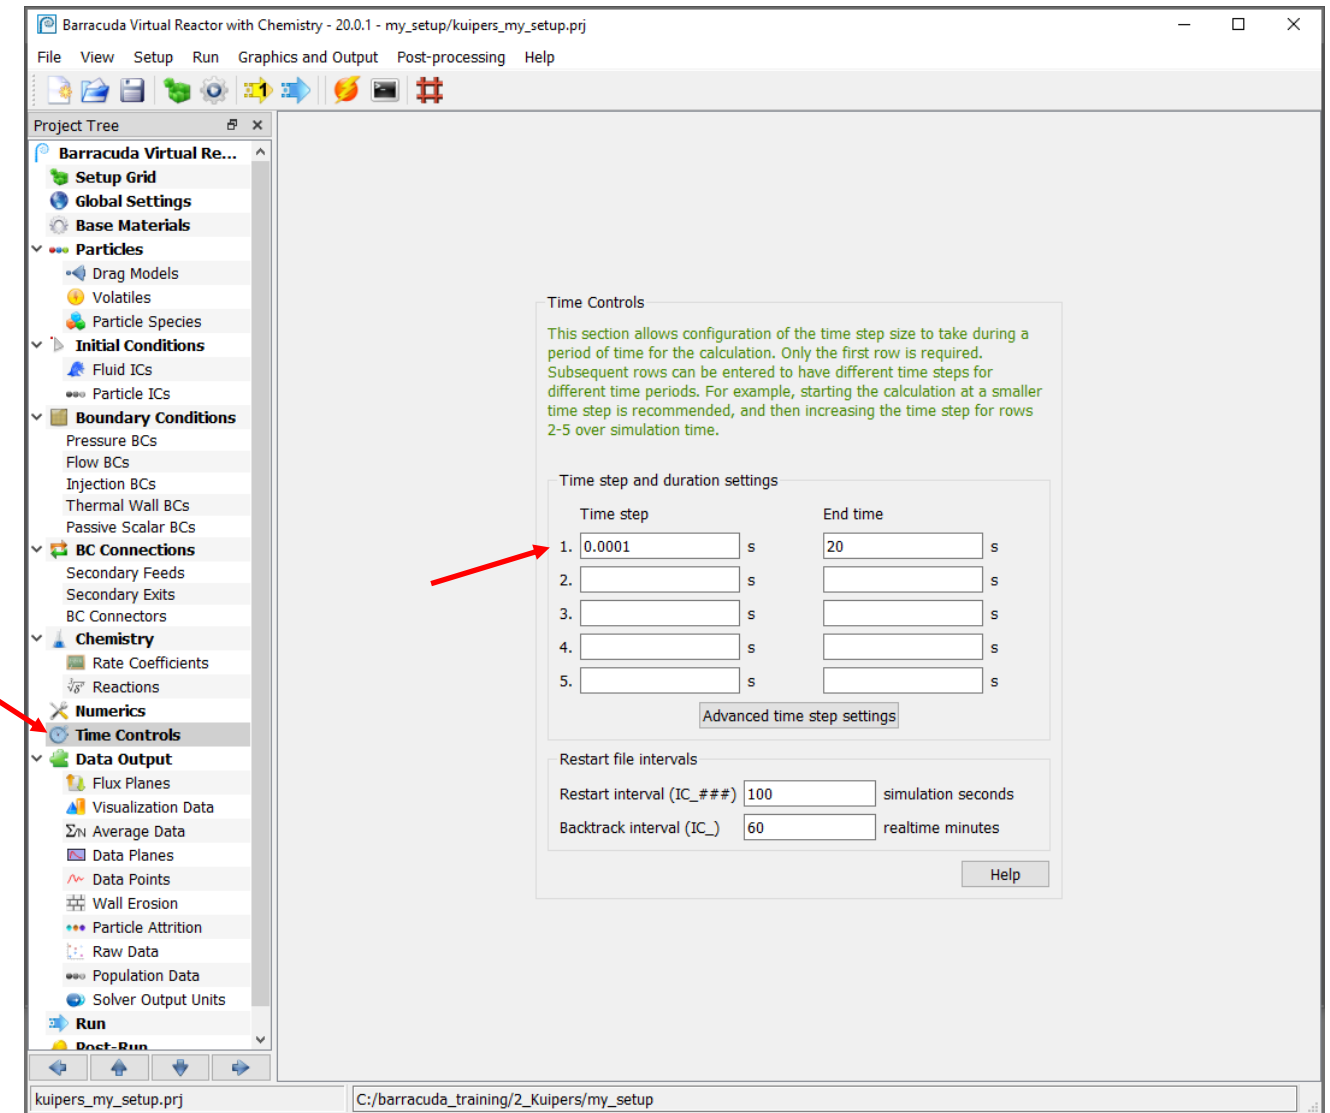 Barracuda Virtual Reactor with Chemistry - 20.0.1 - my_setup/kuipers_my_setup.prj
File View Setup Run Graphics and Output Post-processing Help
Project Tree
Barracuda Virtual Re...
Setup Grid
Global Settings
Base Materials
Particles
Drag Models
Volatiles
Particle Species
Initial Conditions
Fluid ICs
Particle ICs
Boundary Conditions
Pressure BCs
Flow BCs
Injection BCs
Thermal Wall BCs
Passive Scalar BCs
BC Connections
Secondary Feeds
Secondary Exits
BC Connectors
Chemistry
Rate Coefficients
Reactions
Numerics
Time Controls
Data Output
Flux Planes
Visualization Data
Average Data
Data Planes
Data Points
Wall Erosion
Particle Attrition
Raw Data
Population Data
Solver Output Units
Run
Post-Run
Time Controls
This section allows configuration of the time step size to take during a
period of time for the calculation. Only the first row is required.
Subsequent rows can be entered to have different time steps for
different time periods. For example, starting the calculation at a smaller
time step is recommended, and then increasing the time step for rows
2-5 over simulation time.
Time step and duration settings
Time step End time
1. 0.0001 s 20 s
2. s s
3. s s
4. s s
5. s s
Advanced time step settings
Restart file intervals
Restart interval (IC_###) 100 simulation seconds
Backtrack interval (IC_) 60 realtime minutes
Help
kuipers_my_setup.prj C:/barracuda_training/2_Kuipers/my_setup